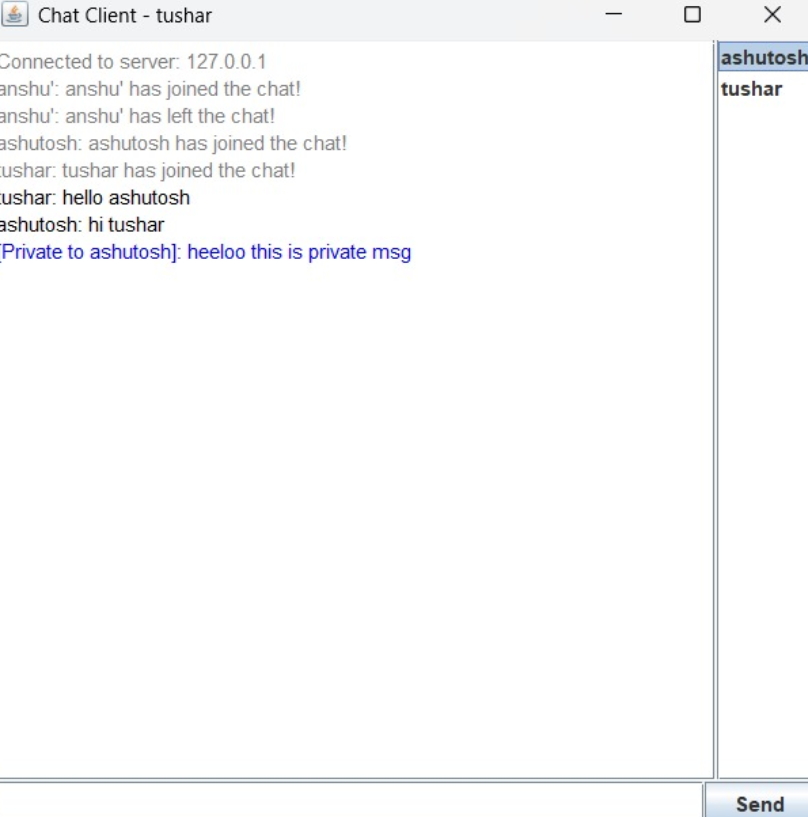 Chat Client - tushar
Connected to server: 127.0.0.1
anshu': anshu' has joined the chat!
anshu': anshu' has left the chat!
ashutosh: ashutosh has joined the chat!
tushar: tushar has joined the chat!
tushar: hello ashutosh
ashutosh: hi tushar
[Private to ashutosh]: heeloo this is private msg
ashutosh
tushar
Send